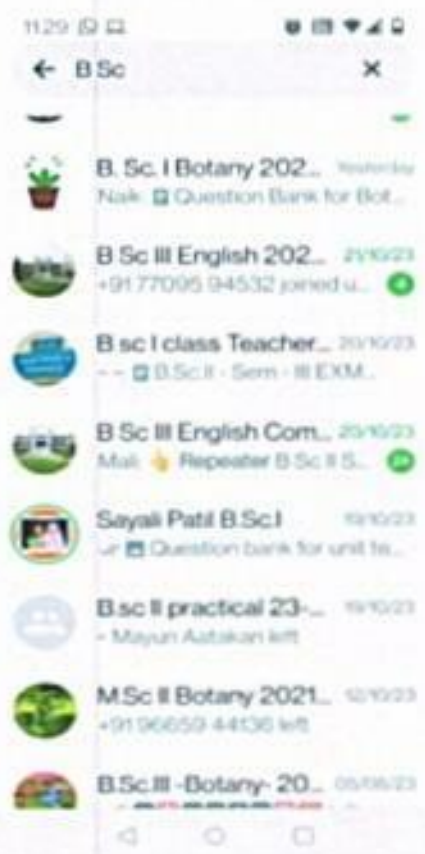 11:29
B Sc
B. Sc. I Botany 202... Yesterday
Naik: Question Bank for Bot...
B Sc III English 202... 21/10/23
+91 77095 94532 joined u...
B.sc I class Teacher... 20/10/23
~ ~ B.Sc.II - Sem - III EXM...
B Sc III English Com... 20/10/23
Mali: 👆 Repeater B Sc II S...
Sayali Patil B.Sc.I 19/10/23
Question bank for unit te...
B.sc II practical 23-... 19/10/23
~ Mayuri Aatakari left
M.Sc II Botany 2021... 12/10/23
+91 96659 44136 left
B.Sc.III -Botany- 20... 05/08/23